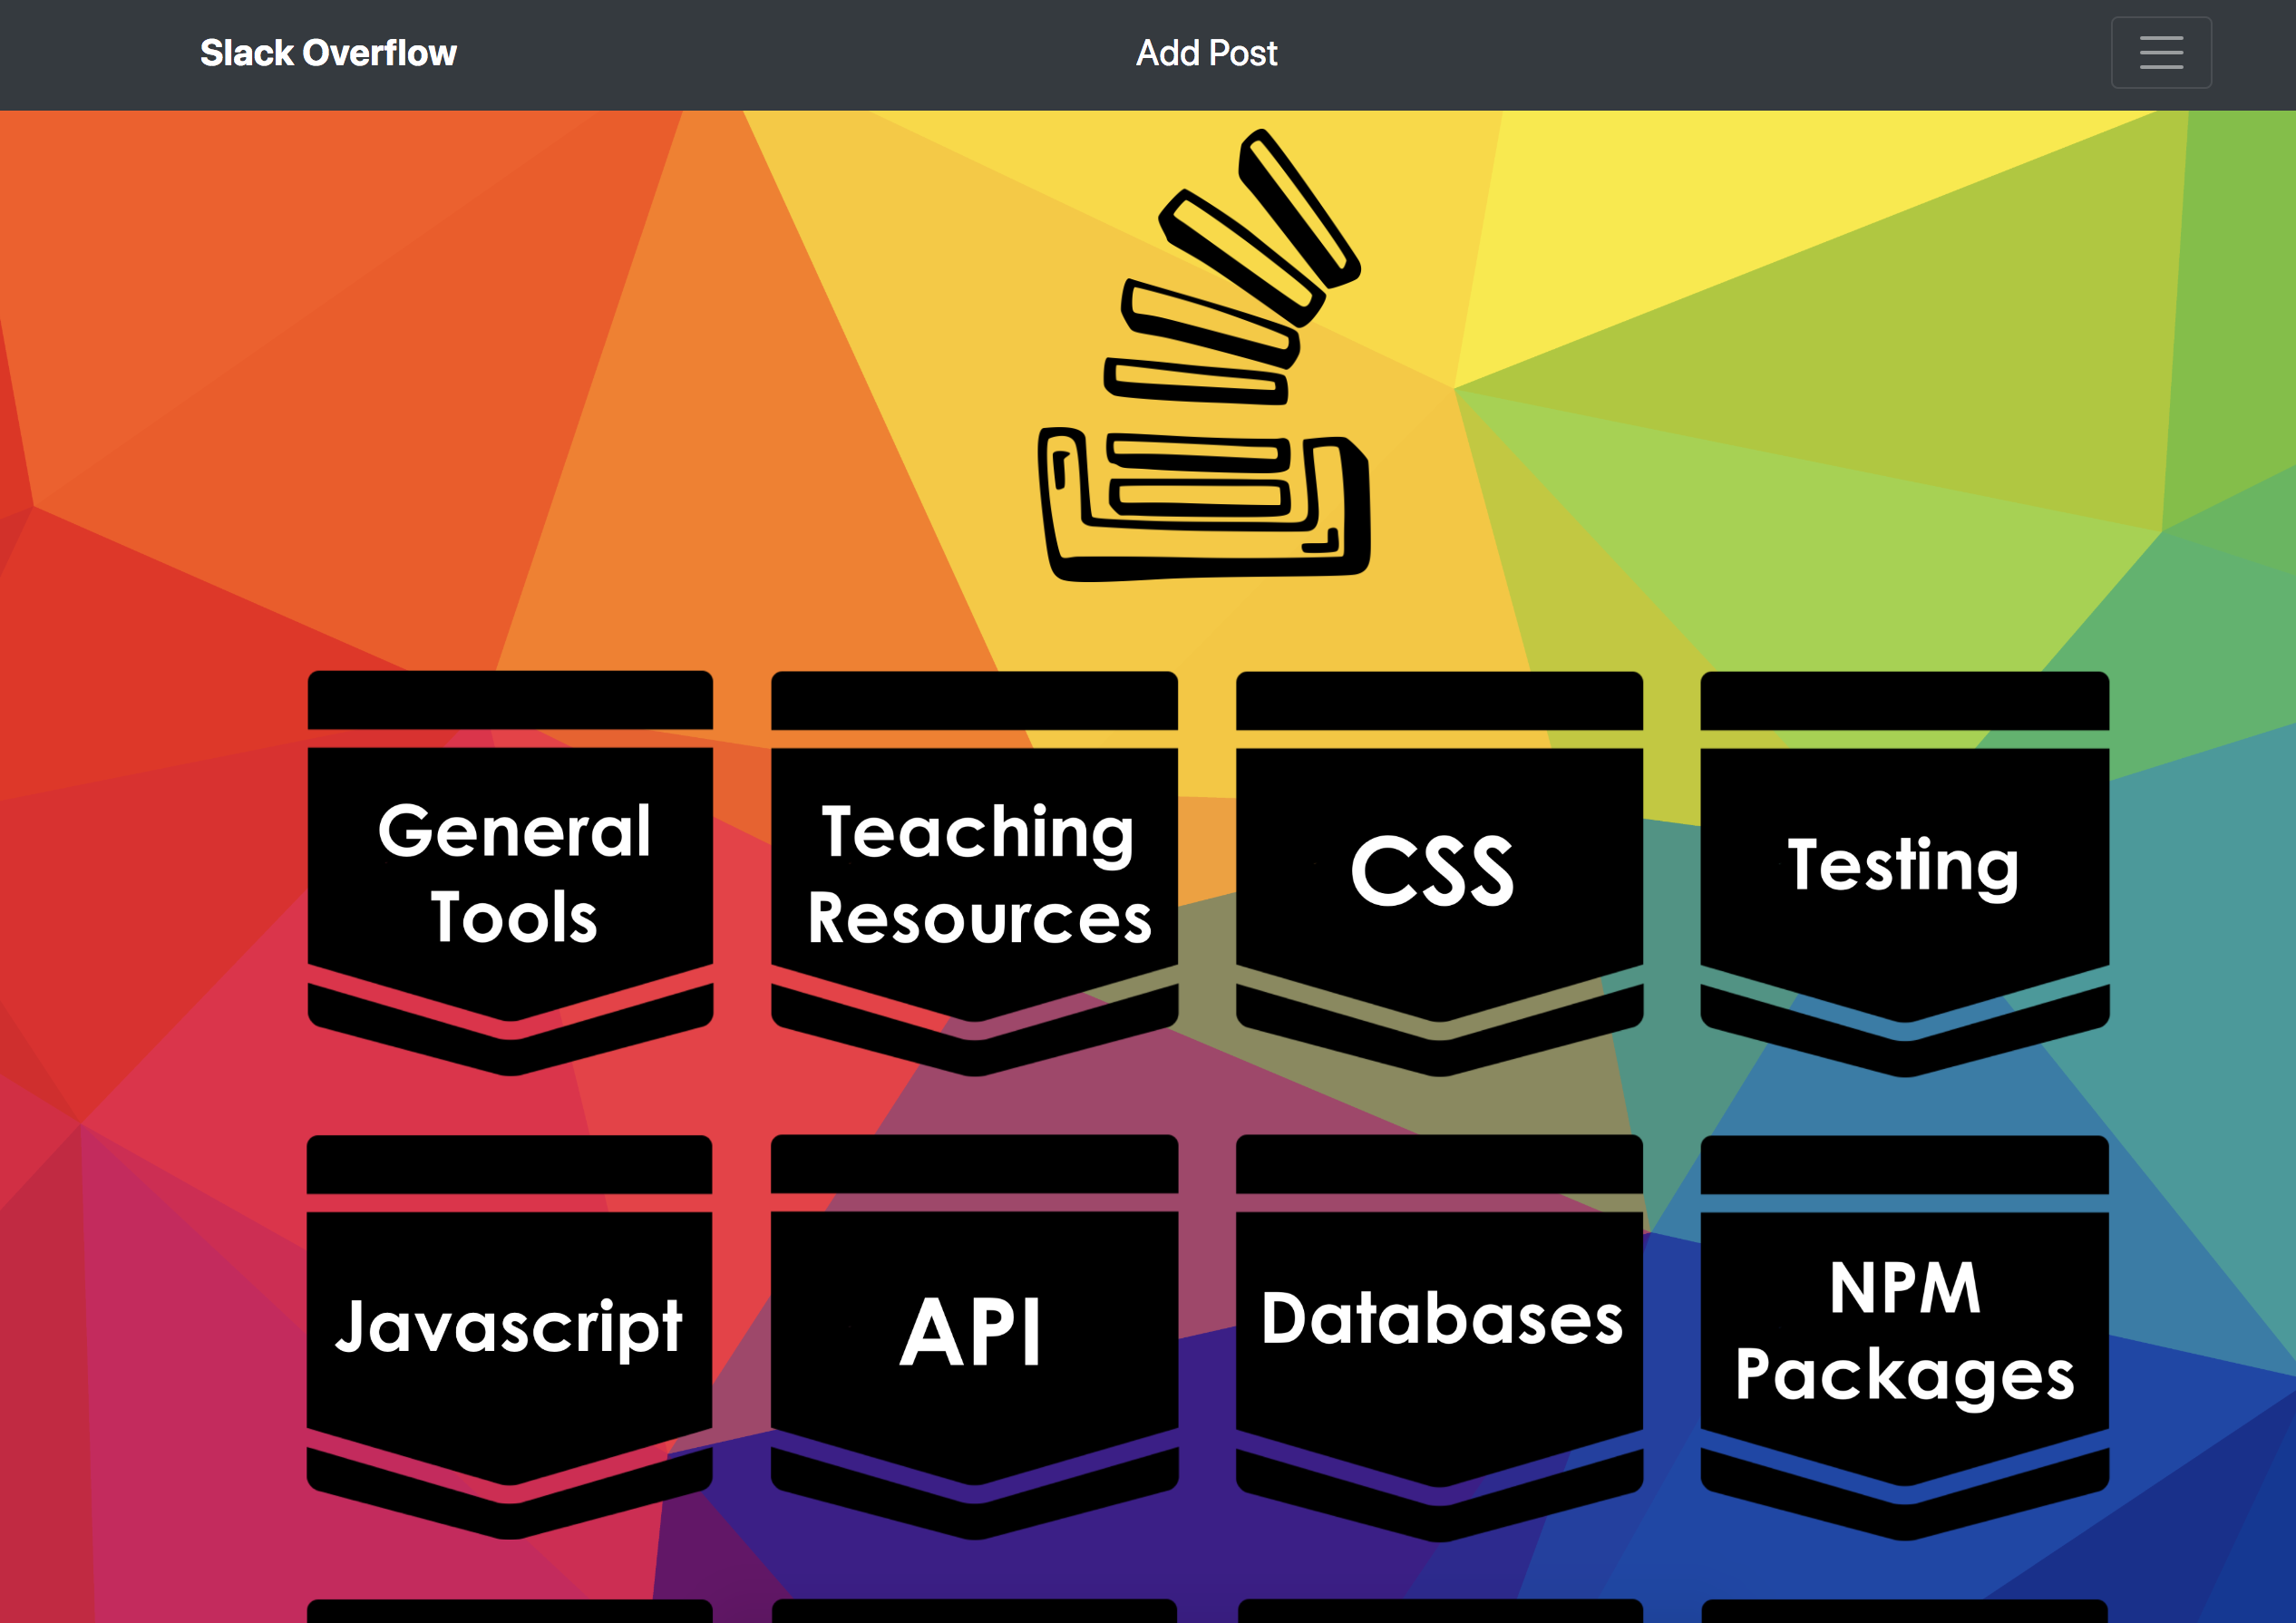 Slack Overflow
Add Post
General
Tools
Teaching
Resources
CSS
Testing
Javascript
API
Databases
NPM
Packages